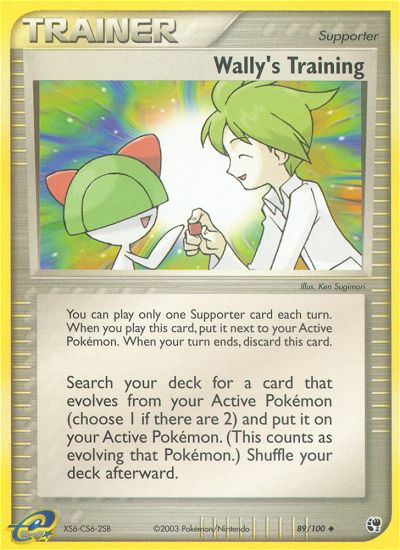 TRAINER
Supporter
Wally's Training
Illus. Ken Sugimori
You can play only one Supporter card each turn.
When you play this card, put it next to your Active
Pokémon. When your turn ends, discard this card.
Search your deck for a card that
evolves from your Active Pokémon
(choose 1 if there are 2) and put it on
your Active Pokémon. (This counts as
evolving that Pokémon.) Shuffle your
deck afterward.
e XS6-CS6-2SB ©2003 Pokémon/Nintendo 89/100 ◆